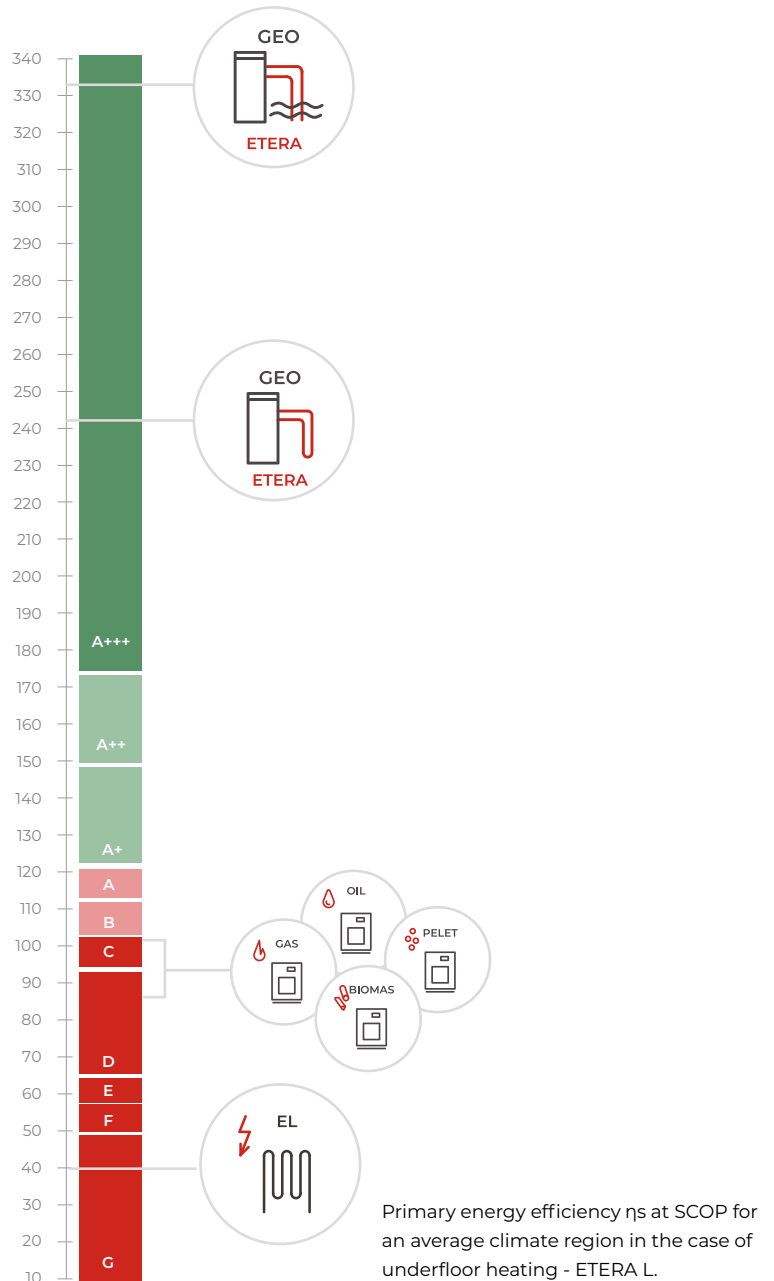 GEO
ETERA
340
330
320
310
300
290
280
270
260
250
240
230
220
210
200
190
180
170
160
150
140
130
120
110
100
90
80
70
60
50
40
30
20
10
GEO
ETERA
A+++
A++
A+
A
B
C
D
E
F
G
OIL
GAS
PELET
BIOMAS
EL
Primary energy efficiency ηs at SCOP for
an average climate region in the case of
underfloor heating - ETERA L.